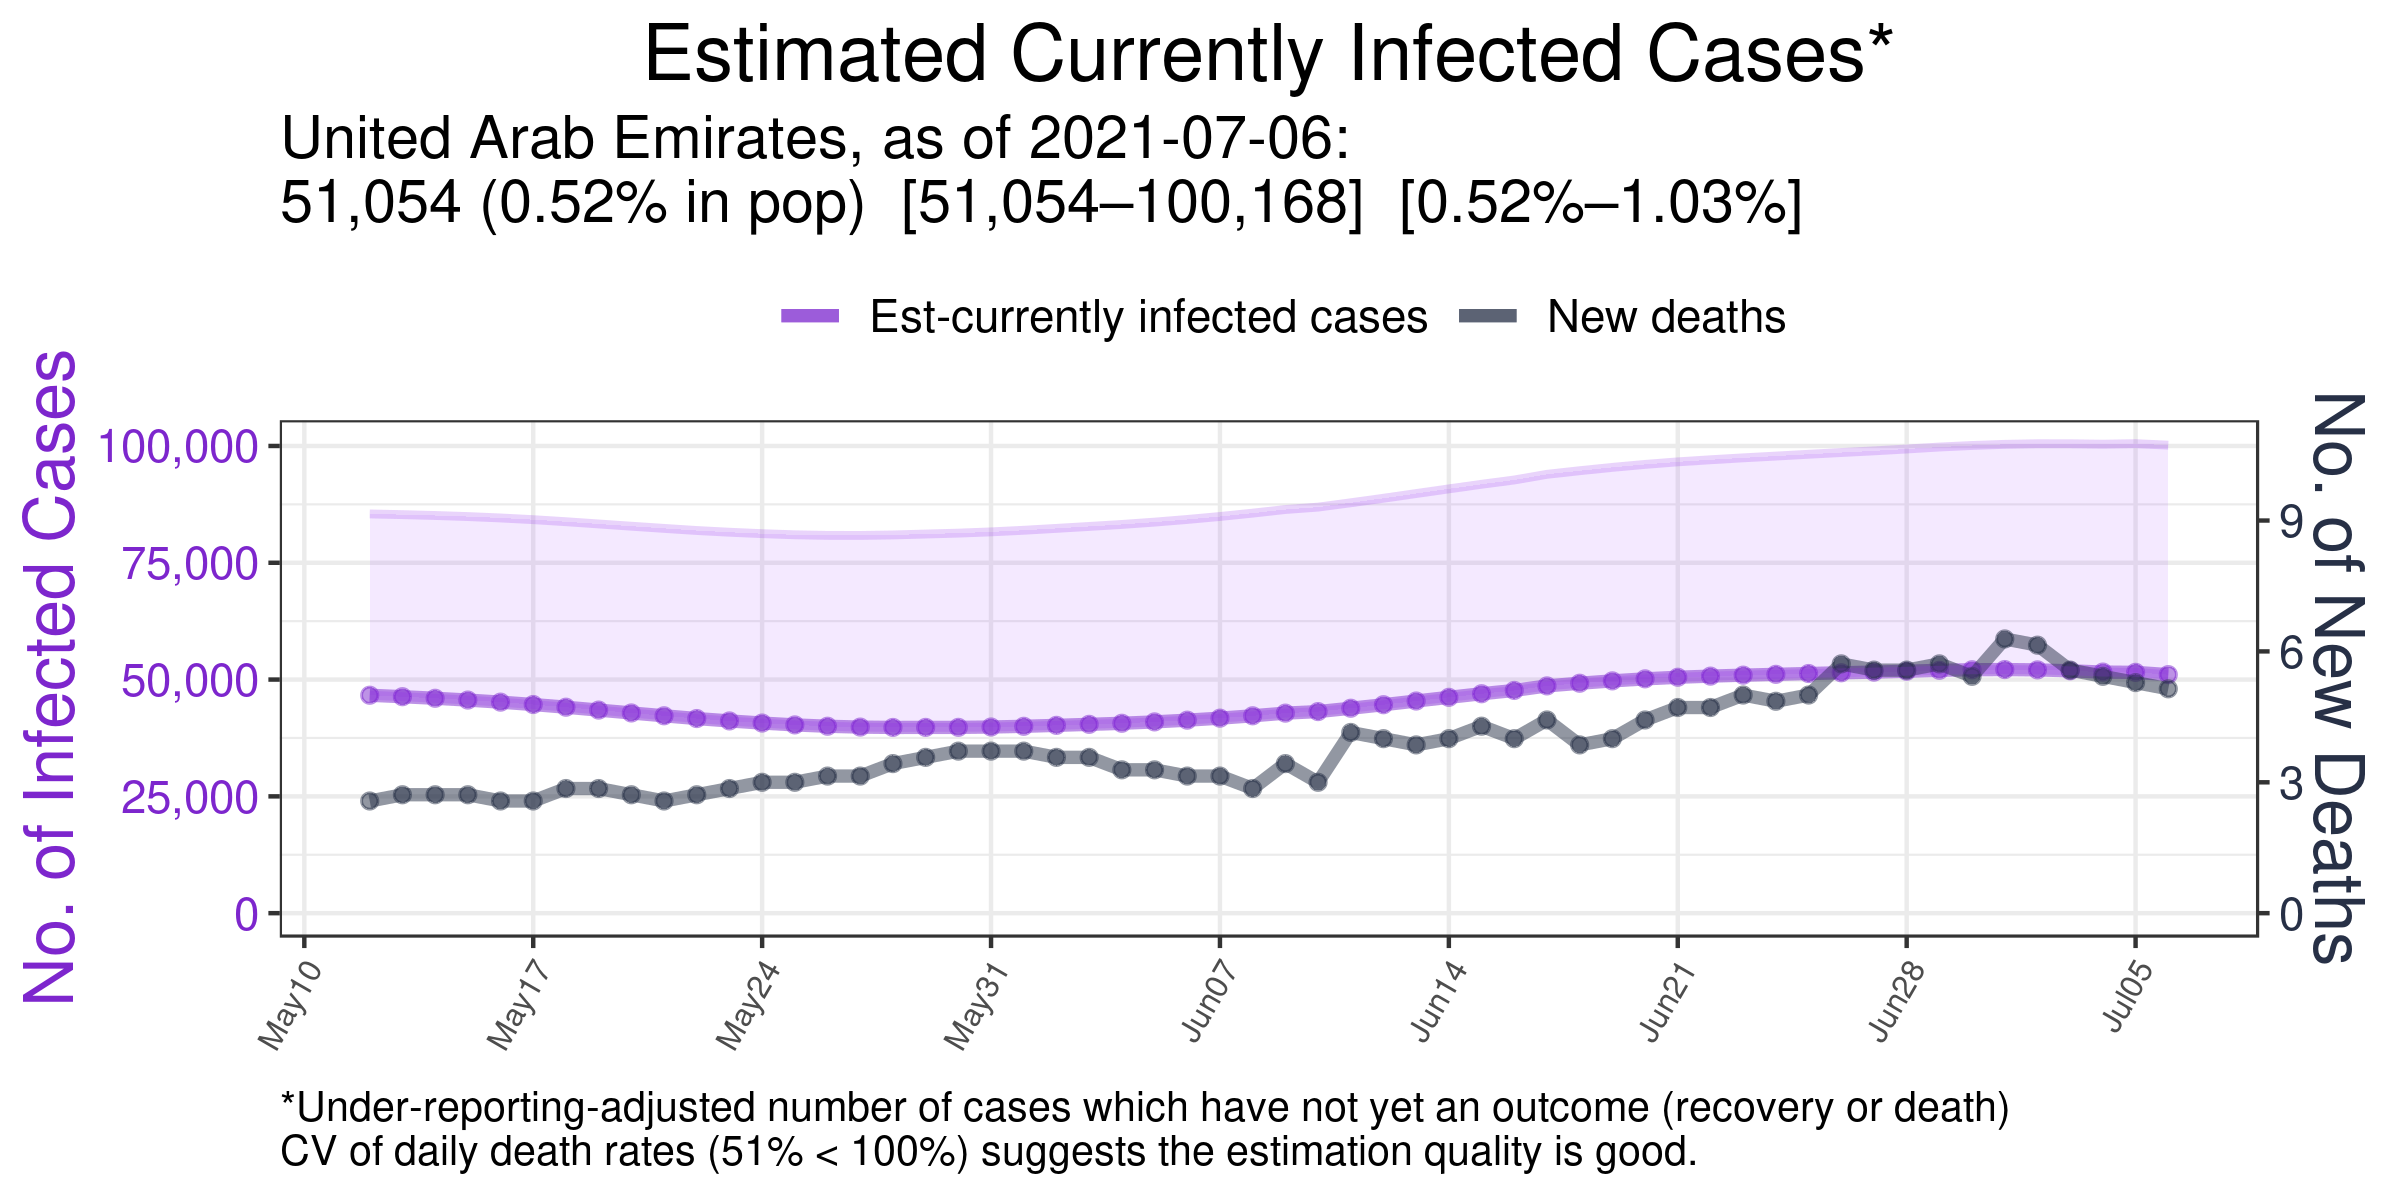 Estimated Currently Infected Cases*
United Arab Emirates, as of 2021-07-06:
51,054 (0.52% in pop)  [51,054–100,168]  [0.52%–1.03%]
Est-currently infected cases
New deaths
No. of Infected Cases
100,000
75,000
50,000
25,000
0
No. of New Deaths
9
6
3
0
May10
May17
May24
May31
Jun07
Jun14
Jun21
Jun28
Jul05
*Under-reporting-adjusted number of cases which have not yet an outcome (recovery or death)
CV of daily death rates (51% < 100%) suggests the estimation quality is good.